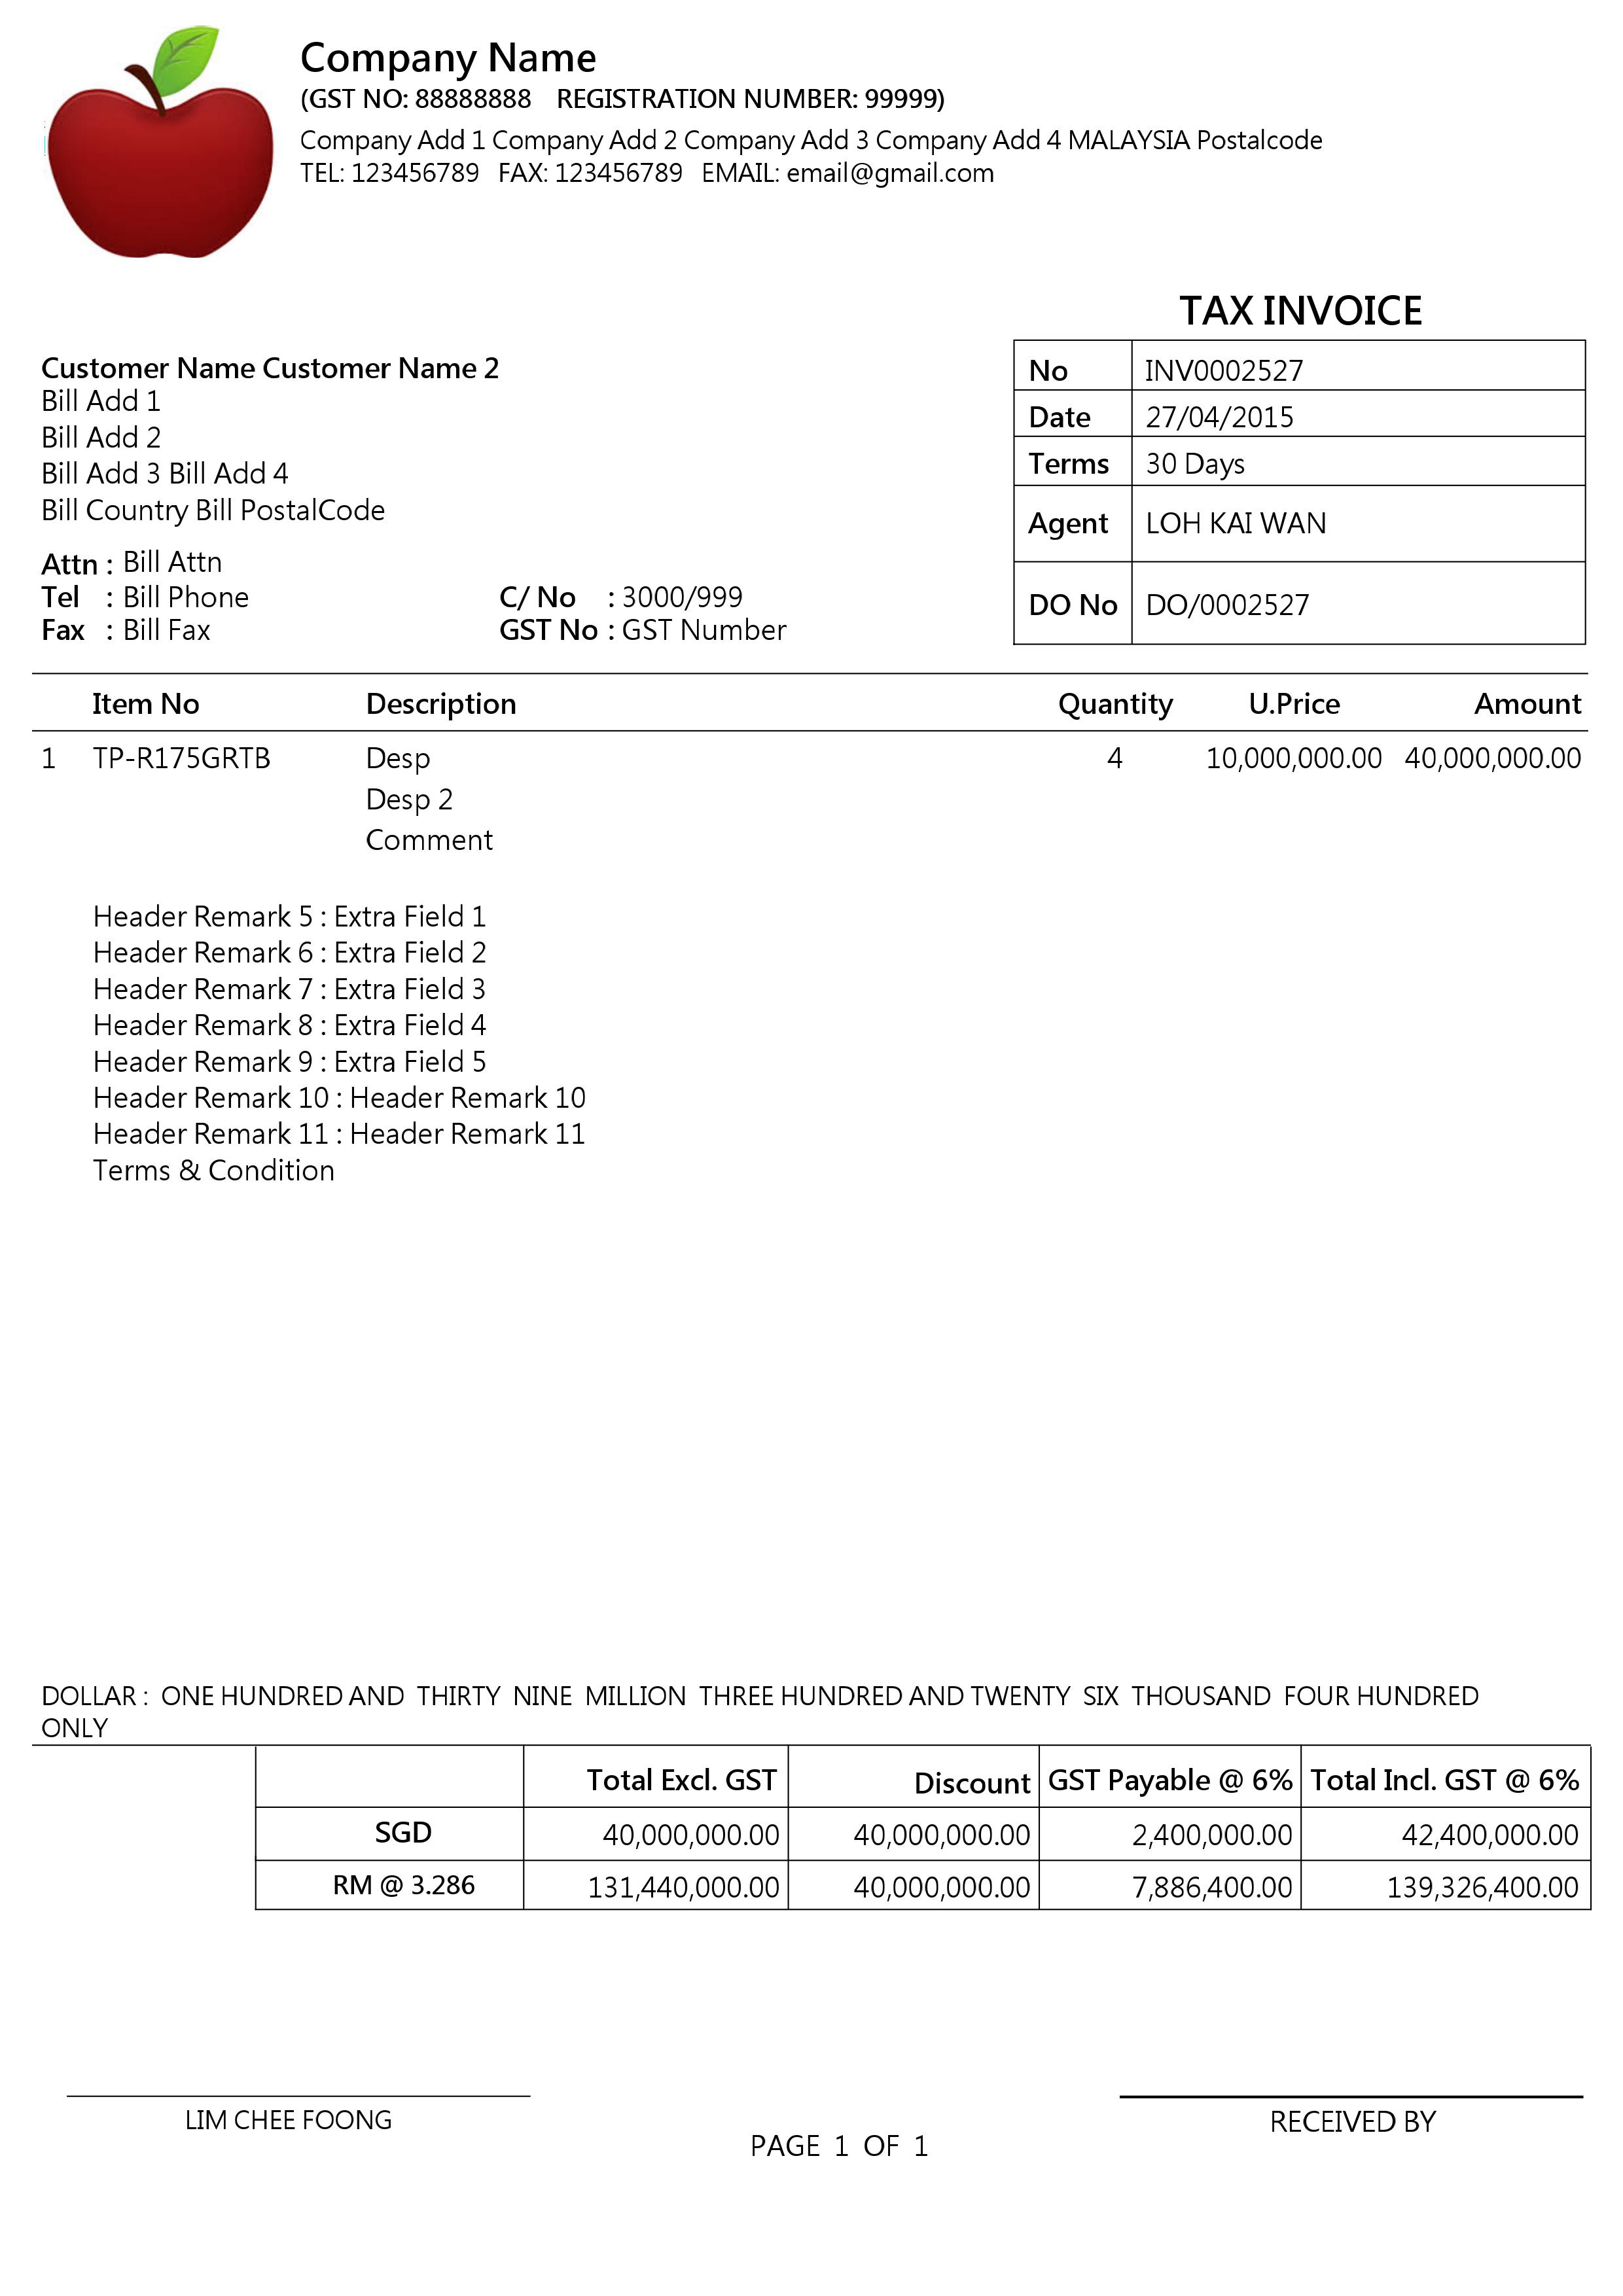 Company Name
(GST NO: 88888888 REGISTRATION NUMBER: 99999)
Company Add 1 Company Add 2 Company Add 3 Company Add 4 MALAYSIA Postalcode
TEL: 123456789 FAX: 123456789 EMAIL: email@gmail.com
TAX INVOICE
Customer Name Customer Name 2
Bill Add 1
Bill Add 2
Bill Add 3 Bill Add 4
Bill Country Bill PostalCode
Attn : Bill Attn
Tel : Bill Phone C/ No : 3000/999
Fax : Bill Fax GST No : GST Number
No INV0002527
Date 27/04/2015
Terms 30 Days
Agent LOH KAI WAN
DO No DO/0002527
Item No Description Quantity U.Price Amount
1 TP-R175GRTB Desp 4 10,000,000.00 40,000,000.00
Desp 2
Comment
Header Remark 5 : Extra Field 1
Header Remark 6 : Extra Field 2
Header Remark 7 : Extra Field 3
Header Remark 8 : Extra Field 4
Header Remark 9 : Extra Field 5
Header Remark 10 : Header Remark 10
Header Remark 11 : Header Remark 11
Terms & Condition
DOLLAR : ONE HUNDRED AND THIRTY NINE MILLION THREE HUNDRED AND TWENTY SIX THOUSAND FOUR HUNDRED
ONLY
Total Excl. GST Discount GST Payable @ 6% Total Incl. GST @ 6%
SGD 40,000,000.00 40,000,000.00 2,400,000.00 42,400,000.00
RM @ 3.286 131,440,000.00 40,000,000.00 7,886,400.00 139,326,400.00
LIM CHEE FOONG
RECEIVED BY
PAGE 1 OF 1